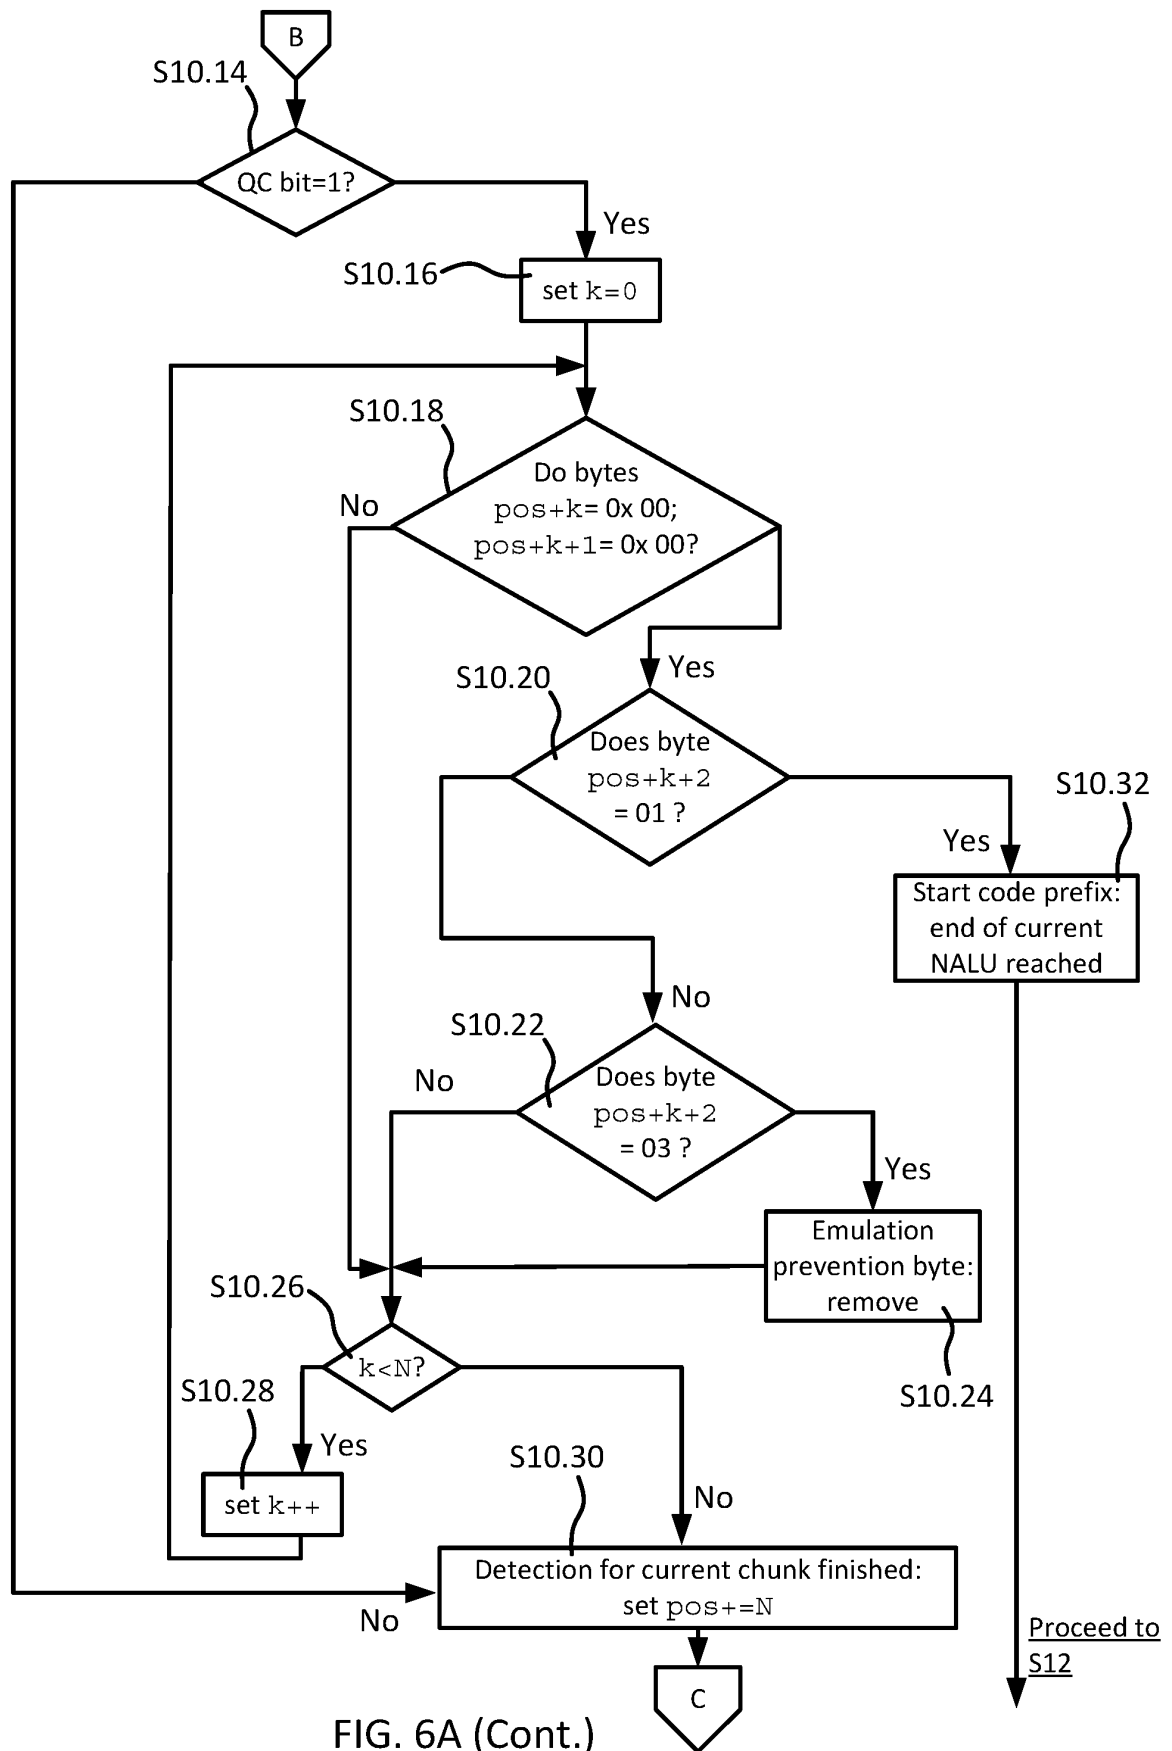 B
S10.14
QC bit=1?
Yes
S10.16
set k=0
S10.18
Do bytes
pos+k= 0x 00;
pos+k+1= 0x 00?
No
Yes
S10.20
Does byte
pos+k+2
= 01 ?
S10.32
Yes
Start code prefix:
end of current
NALU reached
No
S10.22
Does byte
pos+k+2
= 03 ?
No
Yes
Emulation
prevention byte:
remove
S10.24
S10.26
k<N?
S10.28
Yes
set k++
S10.30
No
Detection for current chunk finished:
set pos+=N
No
Proceed to
S12
C
FIG. 6A (Cont.)